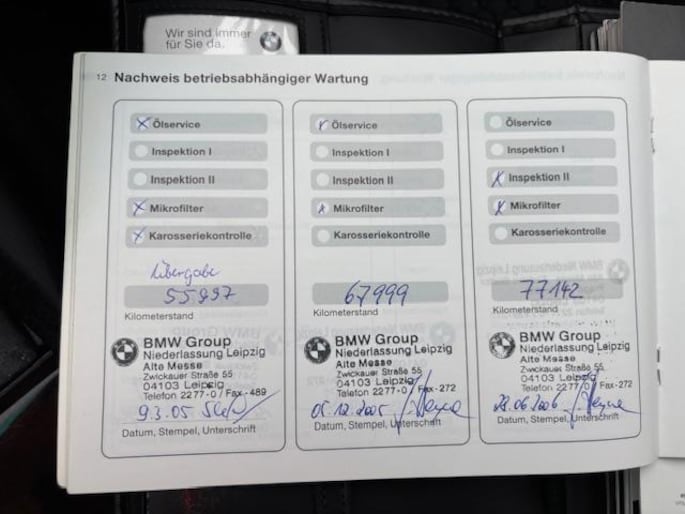 Wir sind immer
für Sie da.
12 Nachweis betriebsabhängiger Wartung
Ölservice
Inspektion I
Inspektion II
Mikrofilter
Karosseriekontrolle
Übergabe
55997
Kilometerstand
BMW Group
Niederlassung Leipzig
Alte Messe
Zwickauer Straße 55
04103 Leipzig
Telefon 2277-0 / Fax -489
9.3.05
Datum, Stempel, Unterschrift
Ölservice
Inspektion I
Inspektion II
Mikrofilter
Karosseriekontrolle
67999
Kilometerstand
BMW Group
Niederlassung Leipzig
Alte Messe
Zwickauer Straße 55
04103 Leipzig
Telefon 2277-0 / Fax -272
01.12.2005
Datum, Stempel, Unterschrift
Ölservice
Inspektion I
Inspektion II
Mikrofilter
Karosseriekontrolle
77142
Kilometerstand
BMW Group
Niederlassung Leipzig
Alte Messe
Zwickauer Straße 55
04103 Leipzig
Telefon 2277-0 / Fax -272
28.06.2006
Datum, Stempel, Unterschrift